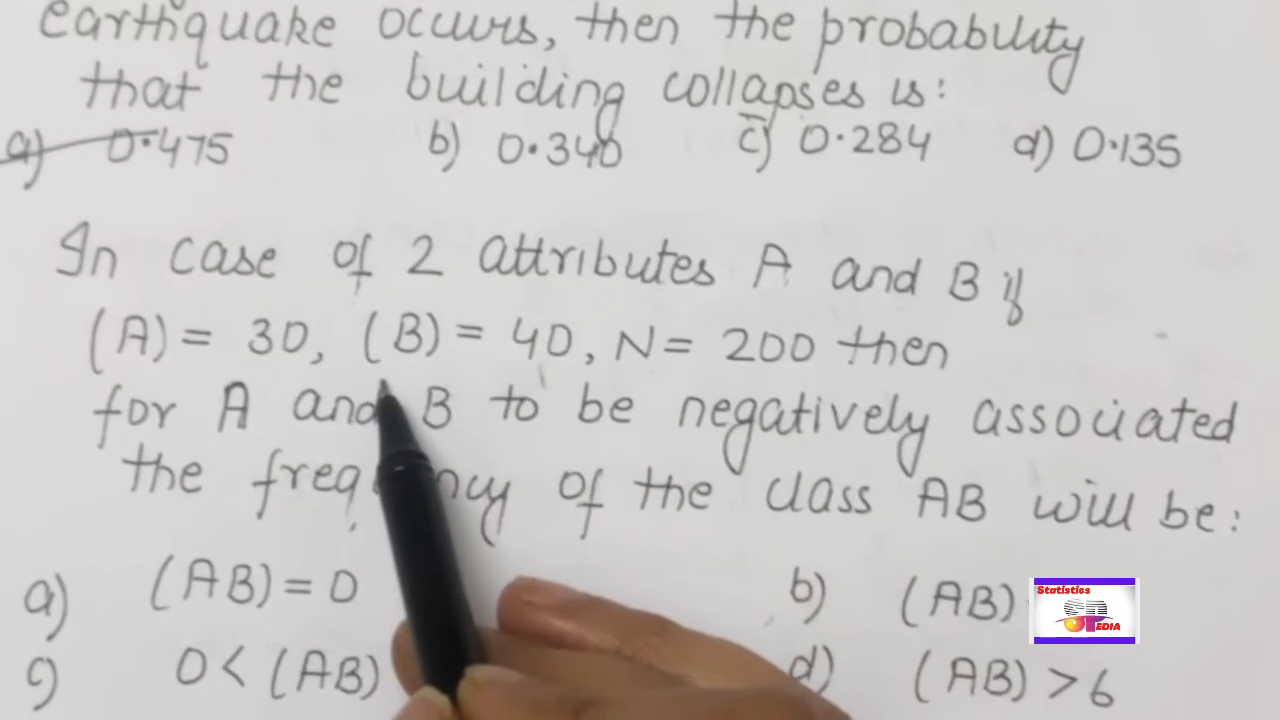 earthquake occurs, then the probability
that the building collapses is:
a) 0.475 b) 0.340 c) 0.284 d) 0.135
In case of 2 attributes A and B if
(A) = 30, (B) = 40, N = 200 then
for A and B to be negatively associated
the of the class AB will be:
a) (AB) = 0 b) (AB)
c) 0 < (AB) d) (AB) > 6
Statistics
PEDIA